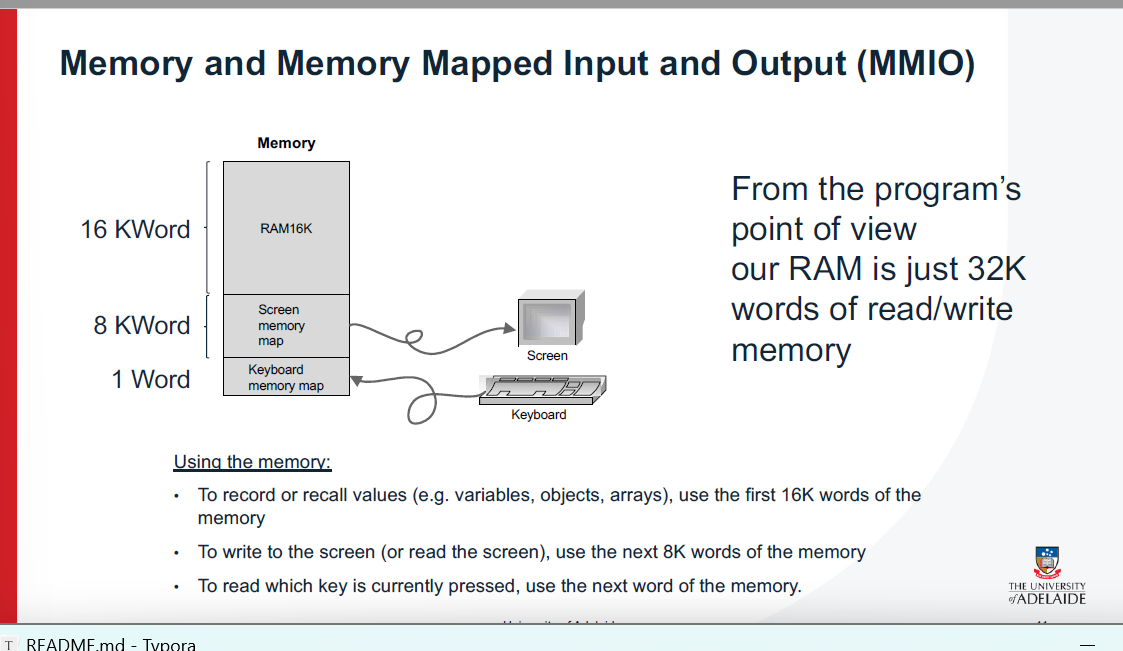 Memory and Memory Mapped Input and Output (MMIO)
Memory
16 KWord
RAM16K
8 KWord
Screen
memory
map
1 Word
Keyboard
memory map
Screen
Keyboard
From the program's
point of view
our RAM is just 32K
words of read/write
memory
Using the memory:
• To record or recall values (e.g. variables, objects, arrays), use the first 16K words of the
memory
• To write to the screen (or read the screen), use the next 8K words of the memory
• To read which key is currently pressed, use the next word of the memory.
THE UNIVERSITY
of ADELAIDE
T README.md - Typora